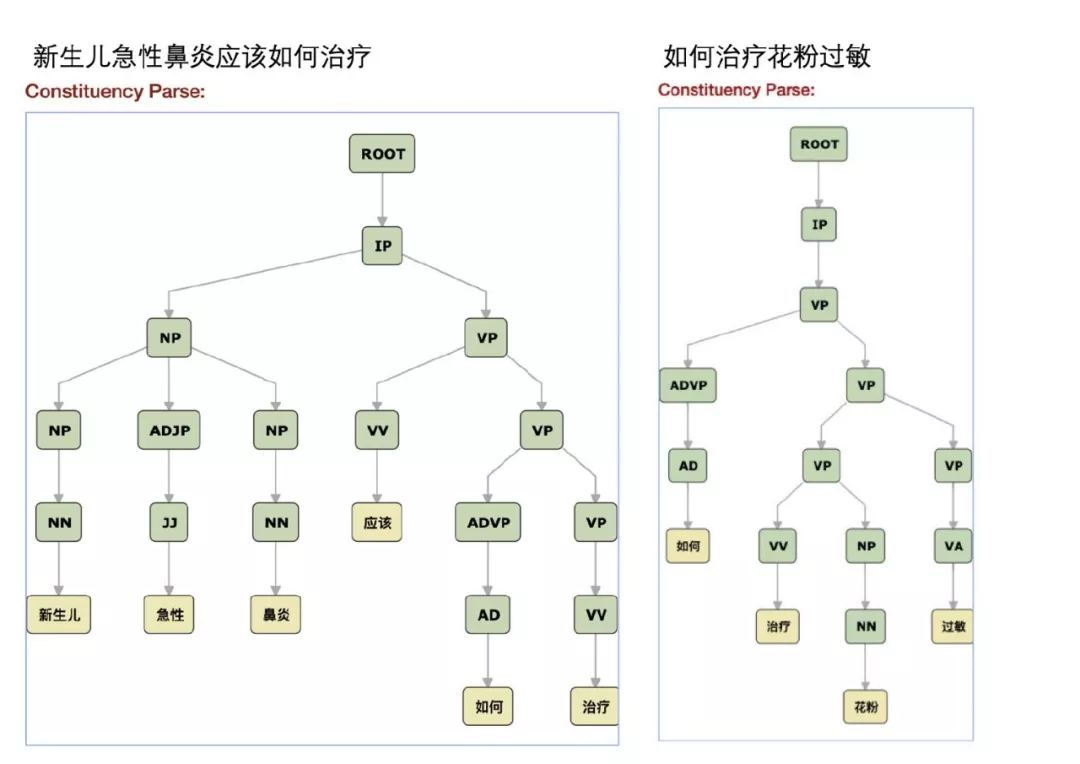 新生儿急性鼻炎应该如何治疗
Constituency Parse:
ROOT
IP
NP VP
NP ADJP NP VV VP
NN JJ NN 应该 ADVP VP
新生儿 急性 鼻炎 AD VV
如何 治疗
如何治疗花粉过敏
Constituency Parse:
ROOT
IP
VP
ADVP VP
AD VP VP
如何 VV NP VA
治疗 NN 过敏
花粉